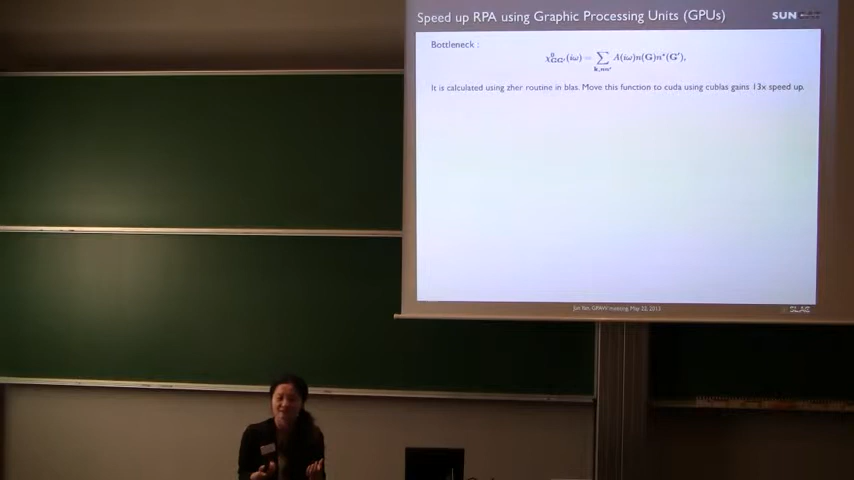 Speed up RPA using Graphic Processing Units (GPUs)
SUN
Bottleneck :
χ⁰GG′(iω) = ∑k,nn′ A(iω)n(G)n*(G′),
It is calculated using zher routine in blas. Move this function to cuda using cublas gains 13x speed up.
Jun Yan, GPAW meeting, May 22, 2013
SLAC